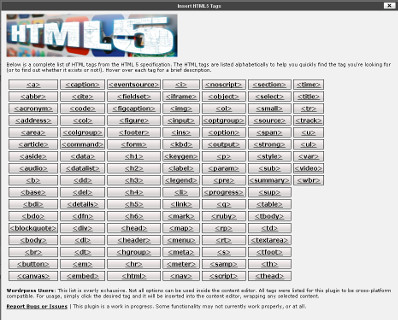 Insert HTML5 Tags
HTML5
Below is a complete list of HTML tags from the HTML 5 specification. The HTML tags are listed alphabetically to help you quickly find the tag you're looking for
(or to find out whether it exists or not!). Hover over each tag for a brief description.
<a> <caption> <eventsource> <i> <noscript> <section> <time>
<abbr> <cite> <fieldset> <iframe> <object> <select> <title>
<acronym> <code> <figcaption> <img> <ol> <small> <tr>
<address> <col> <figure> <input> <optgroup> <source> <track>
<area> <colgroup> <footer> <ins> <option> <span> <u>
<article> <command> <form> <kbd> <output> <strong> <ul>
<aside> <data> <h1> <keygen> <p> <style> <var>
<audio> <datalist> <h2> <label> <param> <sub> <video>
<b> <dd> <h3> <legend> <pre> <summary> <wbr>
<base> <del> <h4> <li> <progress> <sup>
<bdi> <details> <h5> <link> <q> <table>
<bdo> <dfn> <h6> <mark> <ruby> <tbody>
<blockquote> <div> <head> <map> <rp> <td>
<body> <dl> <header> <menu> <rt> <textarea>
<br> <dt> <hgroup> <meta> <s> <tfoot>
<button> <em> <hr> <meter> <samp> <th>
<canvas> <embed> <html> <nav> <script> <thead>
Wordpress Users: This list is overly exhausive. Not all options can be used inside the content editor. All tags were listed for this plugin to be cross-platform
compatible. For usage, simply click the desired tag and it will be inserted into the content editor, wrapping any selected content.
Report Bugs or Issues | This plugin is a work in progress. Some functionality may not currently work properly, or at all.